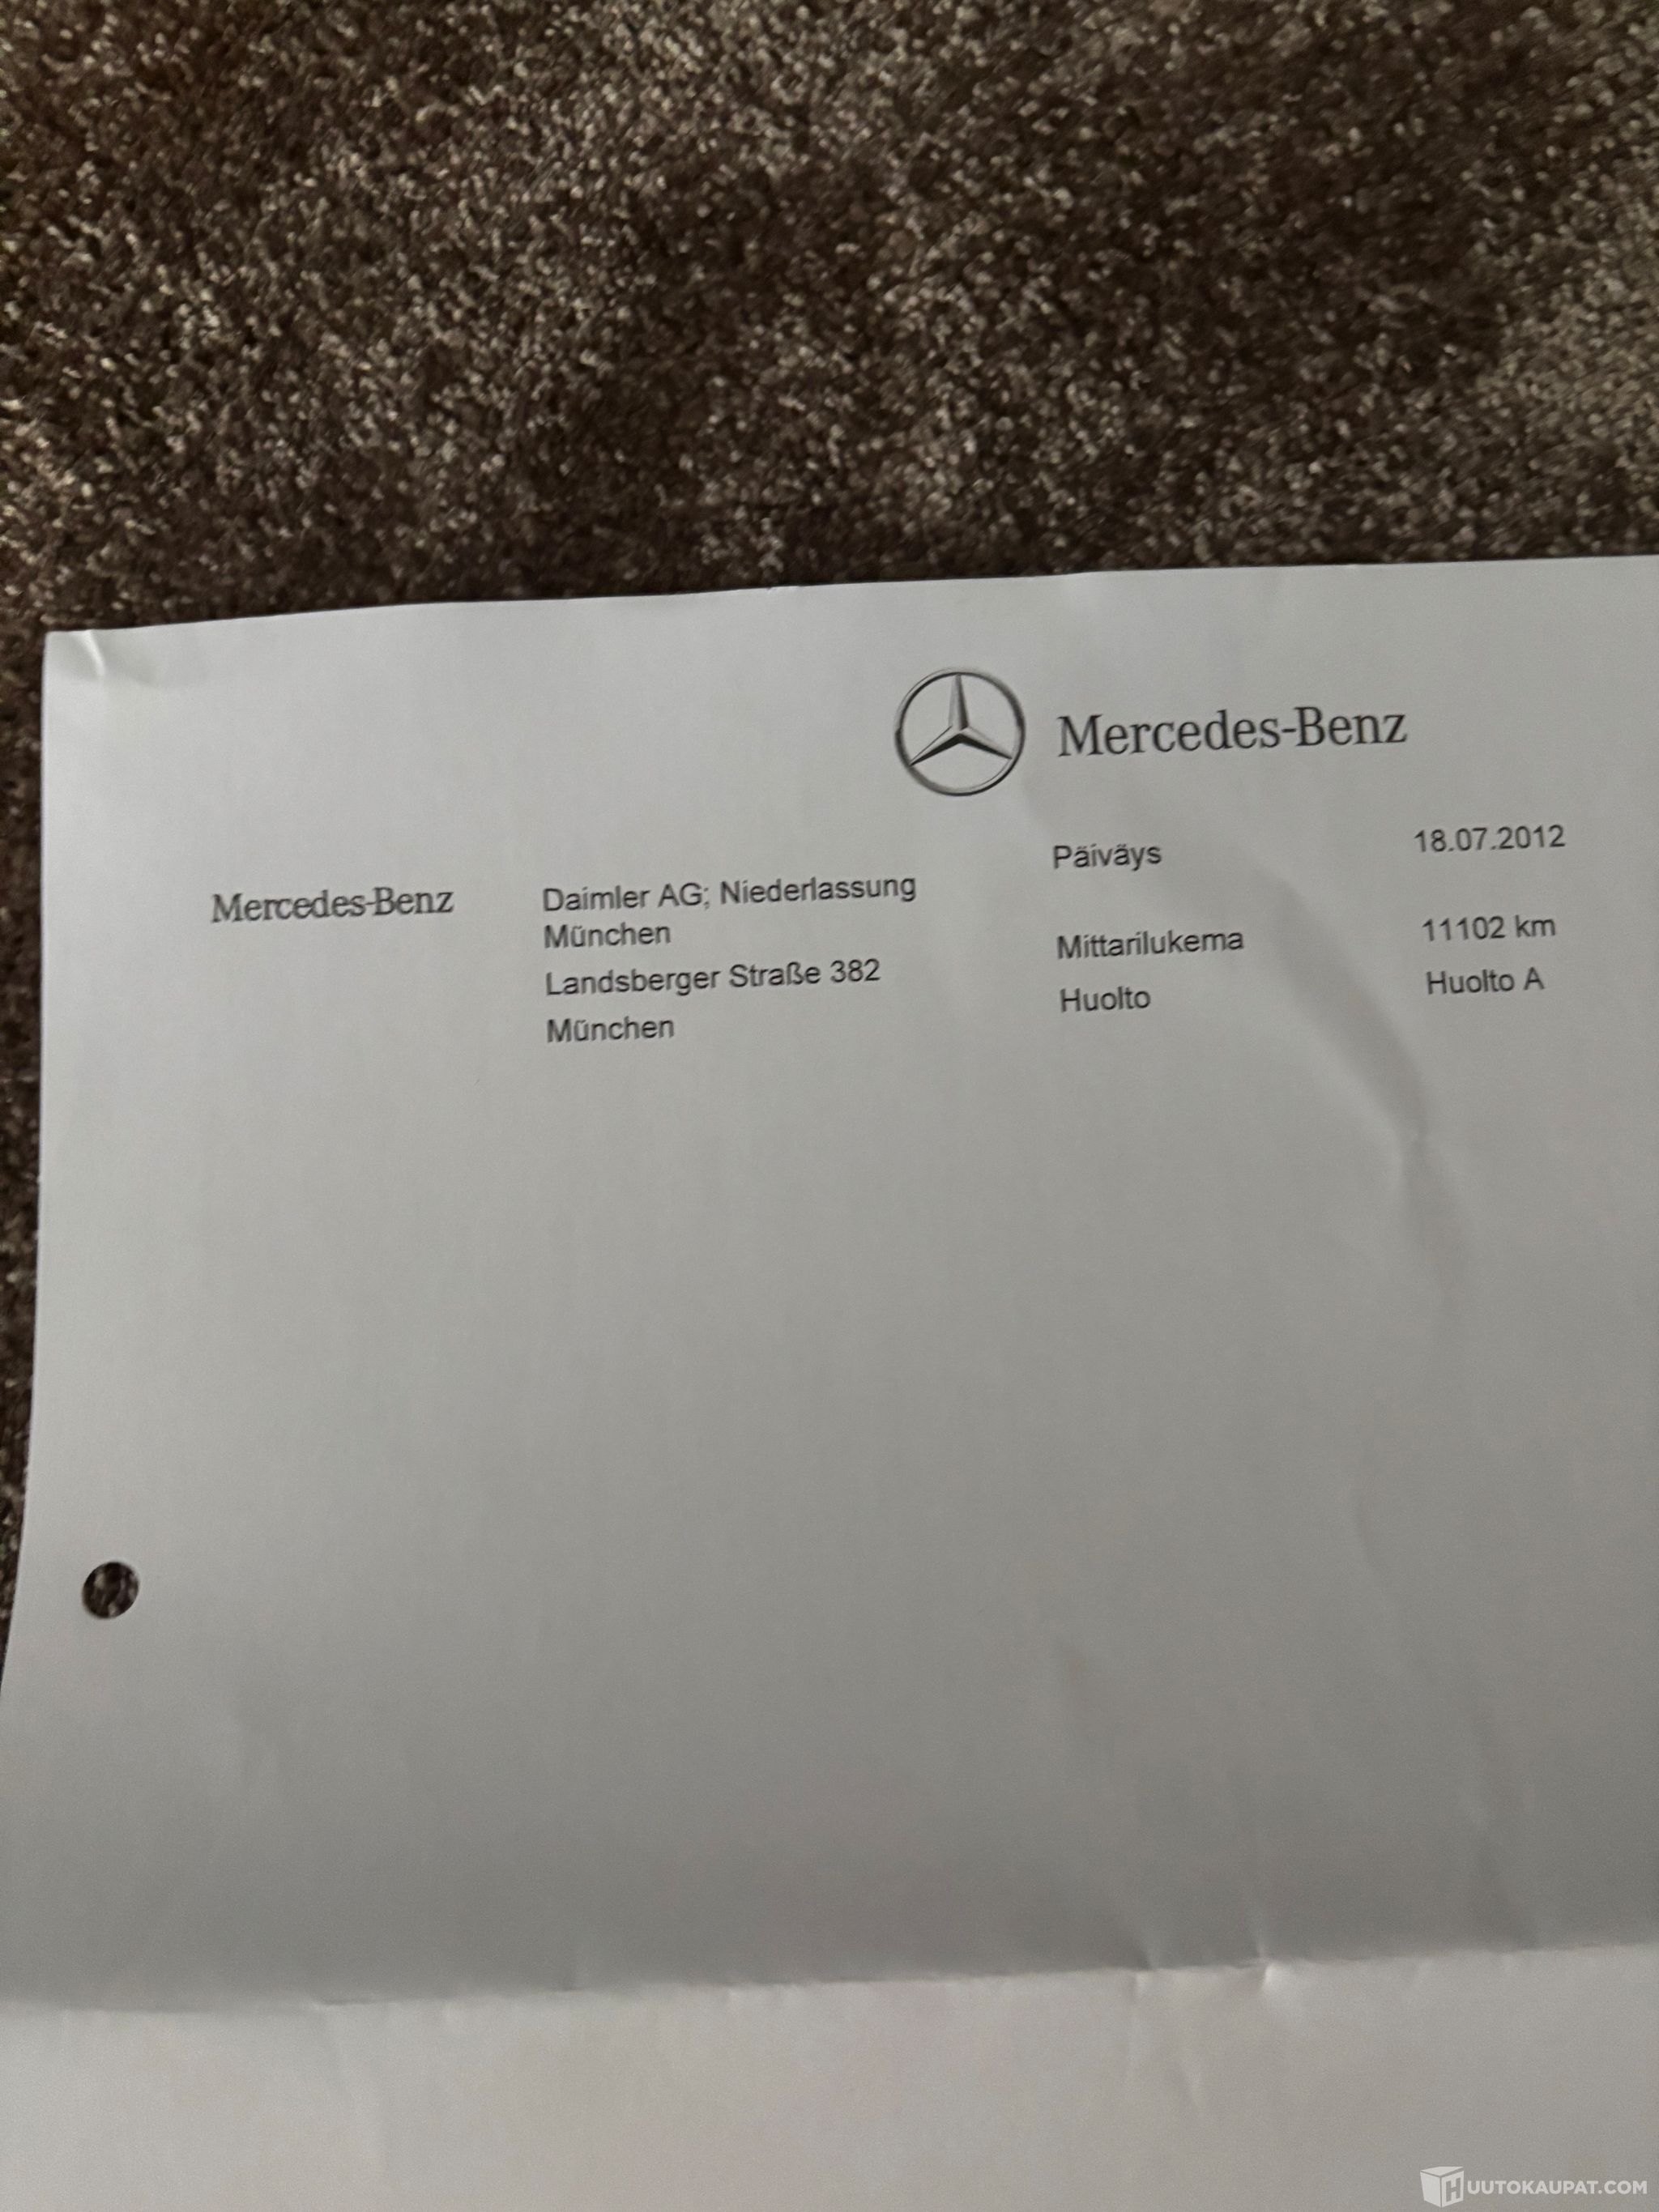 Mercedes-Benz
Päiväys 18.07.2012
Mercedes-Benz Daimler AG; Niederlassung
München
Mittarilukema 11102 km
Landsberger Straße 382
Huolto Huolto A
München
HUUTOKAUPAT.COM